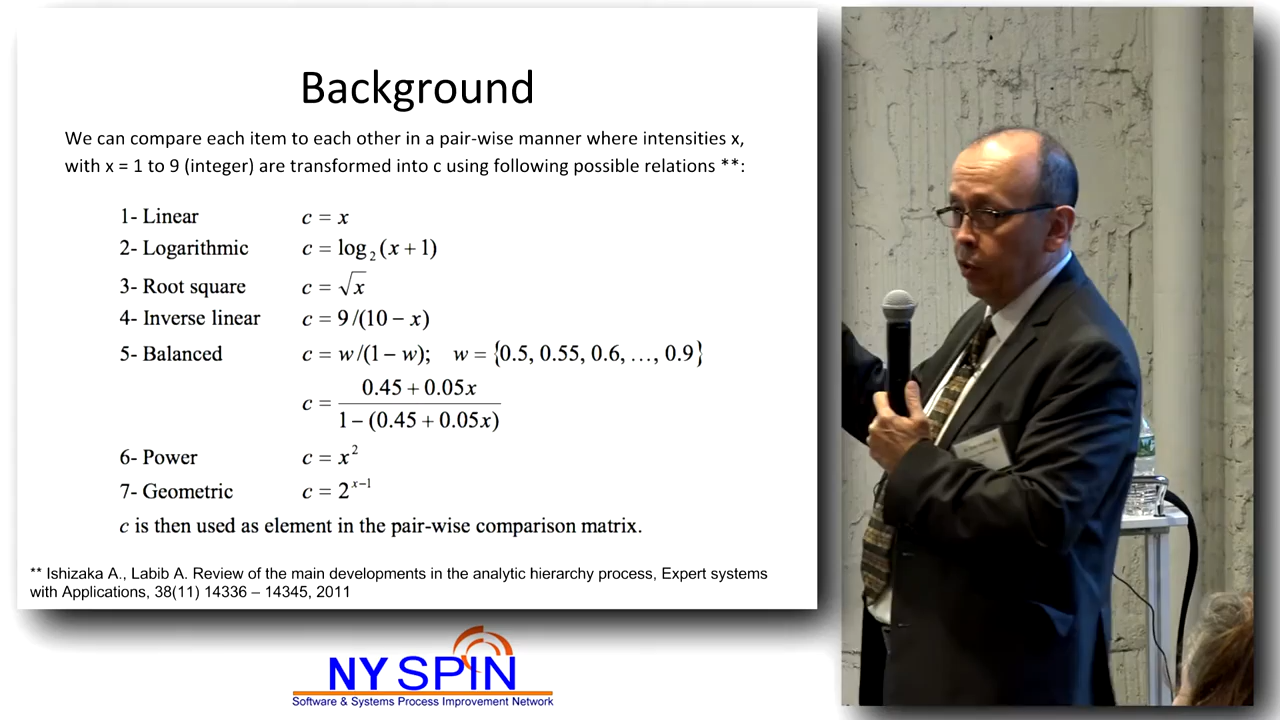 Background
We can compare each item to each other in a pair-wise manner where intensities x,
with x = 1 to 9 (integer) are transformed into c using following possible relations **:
1- Linear c = x
2- Logarithmic c = log₂(x + 1)
3- Root square c = √x
4- Inverse linear c = 9/(10 − x)
5- Balanced c = w/(1 − w); w = {0.5, 0.55, 0.6, …, 0.9}
c = (0.45 + 0.05x) / (1 − (0.45 + 0.05x))
6- Power c = x²
7- Geometric c = 2ˣ⁻¹
c is then used as element in the pair-wise comparison matrix.
** Ishizaka A., Labib A. Review of the main developments in the analytic hierarchy process, Expert systems
with Applications, 38(11) 14336 – 14345, 2011
NY SPIN
Software & Systems Process Improvement Network